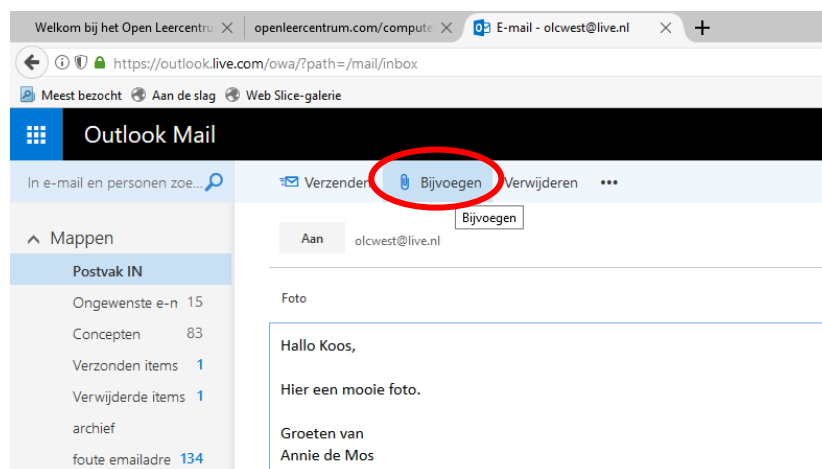 Welkom bij het Open Leercentru
openleercentrum.com/compute
E-mail - olcwest@live.nl
https://outlook.live.com/owa/?path=/mail/inbox
Meest bezocht Aan de slag Web Slice-galerie
Outlook Mail
In e-mail en personen zoe...
Verzenden Bijvoegen Verwijderen •••
Bijvoegen
Mappen
Aan olcwest@live.nl
Postvak IN
Ongewenste e-n 15
Foto
Concepten 83
Hallo Koos,
Verzonden items 1
Hier een mooie foto.
Verwijderde items 1
archief
Groeten van
foute emailadre 134
Annie de Mos